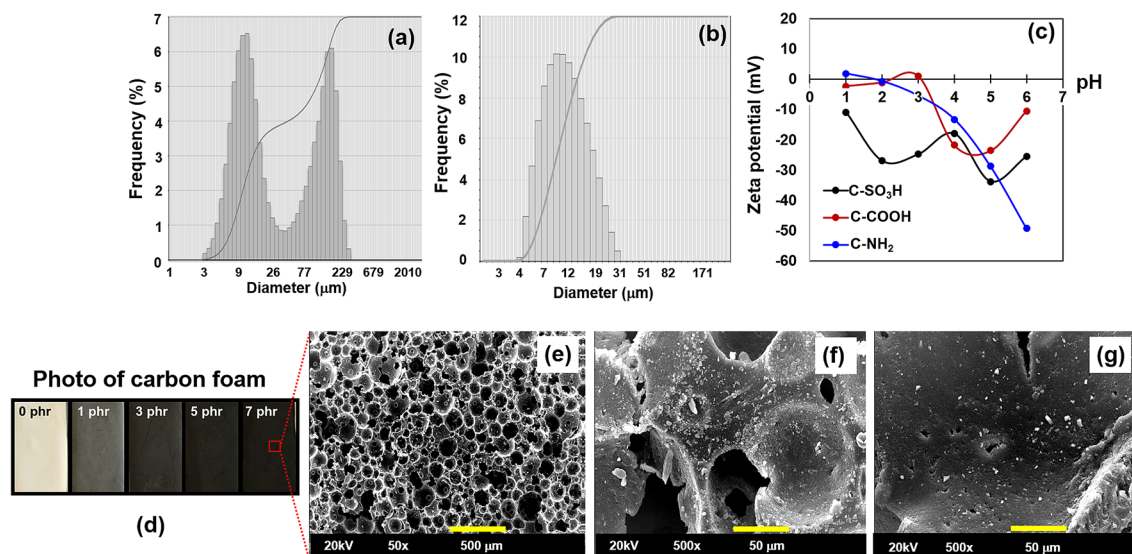 (a)
Frequency (%)
7
6
5
4
3
2
1
0
1 3 9 26 77 229 679 2010
Diameter (μm)
(b)
Frequency (%)
12
10
8
6
4
2
0
3 4 7 12 19 31 51 82 171
Diameter (μm)
(c)
Zeta potential (mV)
20
10
0
-10
-20
-30
-40
-50
-60
0 1 2 3 4 5 6 7
pH
C-SO₃H
C-COOH
C-NH₂
Photo of carbon foam
0 phr 1 phr 3 phr 5 phr 7 phr
(d)
(e)
20kV 50x 500 μm
(f)
20kV 500x 50 μm
(g)
20kV 500x 50 μm